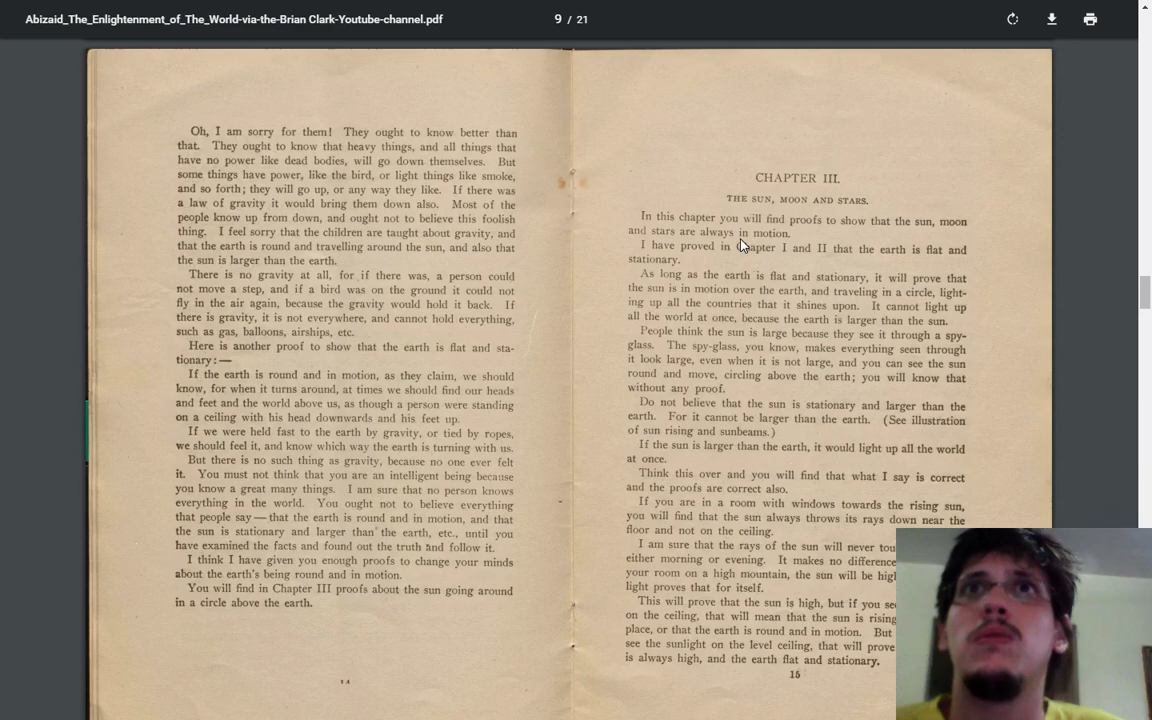 Abizaid_The_Enlightenment_of_The_World-via-the-Brian Clark-Youtube-channel.pdf
9 / 21
Oh, I am sorry for them! They ought to know better than
that. They ought to know that heavy things, and all things that
have no power like dead bodies, will go down themselves. But
some things have power, like the bird, or light things like smoke,
and so forth; they will go up, or any way they like. If there was
a law of gravity it would bring them down also. Most of the
people know up from down, and ought not to believe this foolish
thing. I feel sorry that the children are taught about gravity, and
that the earth is round and travelling around the sun, and also that
the sun is larger than the earth.
There is no gravity at all, for if there was, a person could
not move a step, and if a bird was on the ground it could not
fly in the air again, because the gravity would hold it back. If
there is gravity, it is not everywhere, and cannot hold everything,
such as gas, balloons, airships, etc.
Here is another proof to show that the earth is flat and sta-
tionary: —
If the earth is round and in motion, as they claim, we should
know, for when it turns around, at times we should find our heads
and feet and the world above us, as though a person were standing
on a ceiling with his head downwards and his feet up.
If we were held fast to the earth by gravity, or tied by ropes,
we should feel it, and know which way the earth is turning with us.
But there is no such thing as gravity, because no one ever felt
it. You must not think that you are an intelligent being because
you know a great many things. I am sure that no person knows
everything in the world. You ought not to believe everything
that people say — that the earth is round and in motion, and that
the sun is stationary and larger than the earth, etc., until you
have examined the facts and found out the truth and follow it.
I think I have given you enough proofs to change your minds
about the earth's being round and in motion.
You will find in Chapter III proofs about the sun going around
in a circle above the earth.
14
CHAPTER III.
THE SUN, MOON AND STARS.
In this chapter you will find proofs to show that the sun, moon
and stars are always in motion.
I have proved in Chapter I and II that the earth is flat and
stationary.
As long as the earth is flat and stationary, it will prove that
the sun is in motion over the earth, and traveling in a circle, light-
ing up all the countries that it shines upon. It cannot light up
all the world at once, because the earth is larger than the sun.
People think the sun is large because they see it through a spy-
glass. The spy-glass, you know, makes everything seen through
it look large, even when it is not large, and you can see the sun
round and move, circling above the earth; you will know that
without any proof.
Do not believe that the sun is stationary and larger than the
earth. For it cannot be larger than the earth. (See illustration
of sun rising and sunbeams.)
If the sun is larger than the earth, it would light up all the world
at once.
Think this over and you will find that what I say is correct
and the proofs are correct also.
If you are in a room with windows towards the rising sun,
you will find that the sun always throws its rays down near the
floor and not on the ceiling.
I am sure that the rays of the sun will never tou
either morning or evening. It makes no difference
your room on a high mountain, the sun will be hig
light proves that for itself.
This will prove that the sun is high, but if you se
on the ceiling, that will mean that the sun is rising
place, or that the earth is round and in motion. But
see the sunlight on the level ceiling, that will prove
is always high, and the earth flat and stationary.
15